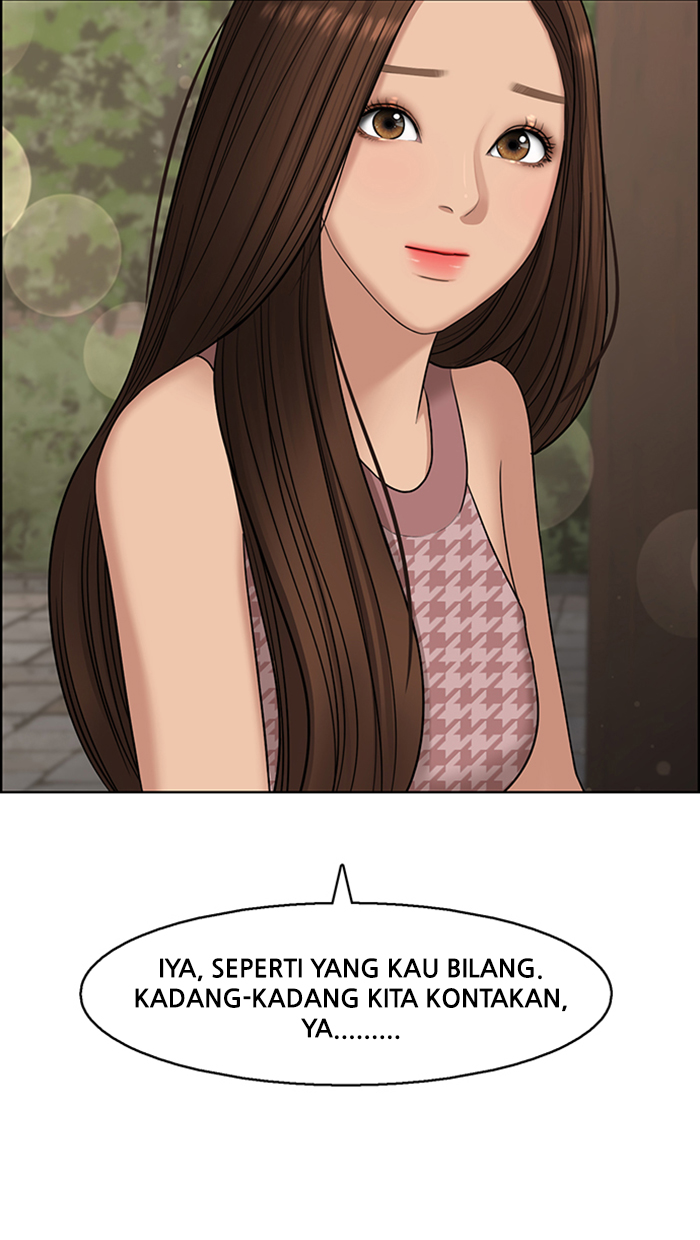 IYA, SEPERTI YANG KAU BILANG.
KADANG-KADANG KITA KONTAKAN,
YA.........